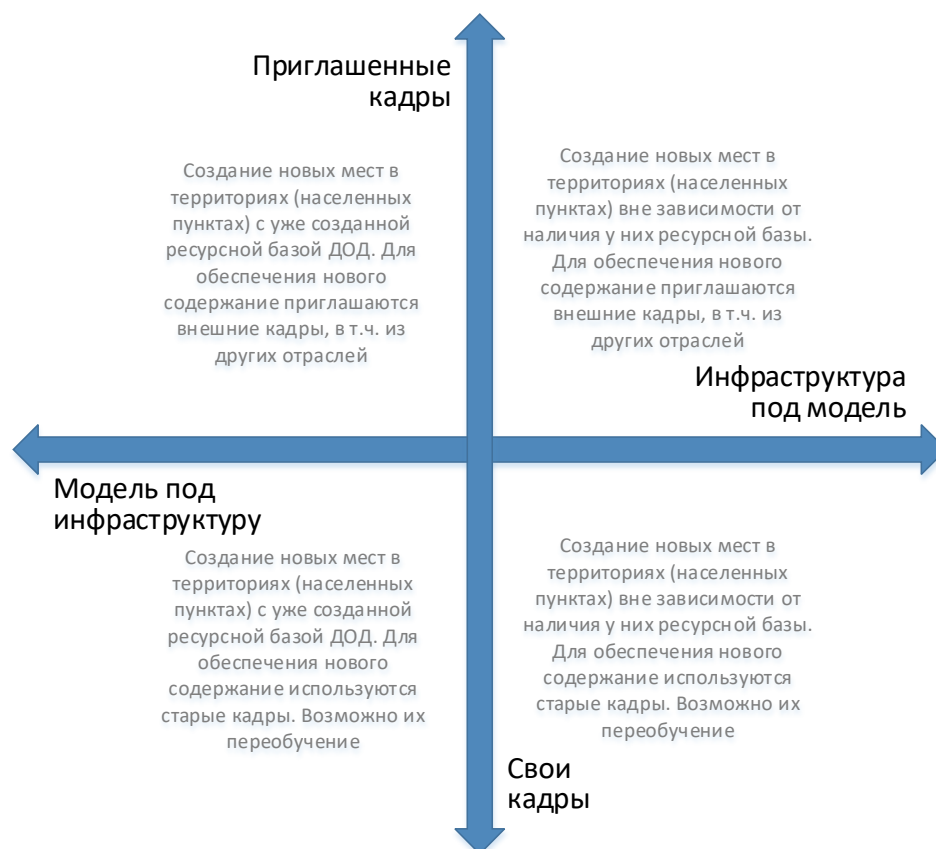 Приглашенные
кадры
Создание новых мест в
территориях (населенных
пунктах) с уже созданной
ресурсной базой ДОД. Для
обеспечения нового
содержание приглашаются
внешние кадры, в т.ч. из
других отраслей
Создание новых мест в
территориях (населенных
пунктах) вне зависимости от
наличия у них ресурсной базы.
Для обеспечения нового
содержание приглашаются
внешние кадры, в т.ч. из
других отраслей
Инфраструктура
под модель
Модель под
инфраструктуру
Создание новых мест в
территориях (населенных
пунктах) с уже созданной
ресурсной базой ДОД. Для
обеспечения нового
содержание используются
старые кадры. Возможно их
переобучение
Создание новых мест в
территориях (населенных
пунктах) вне зависимости от
наличия у них ресурсной базы.
Для обеспечения нового
содержание используются
старые кадры. Возможно их
переобучение
Свои
кадры